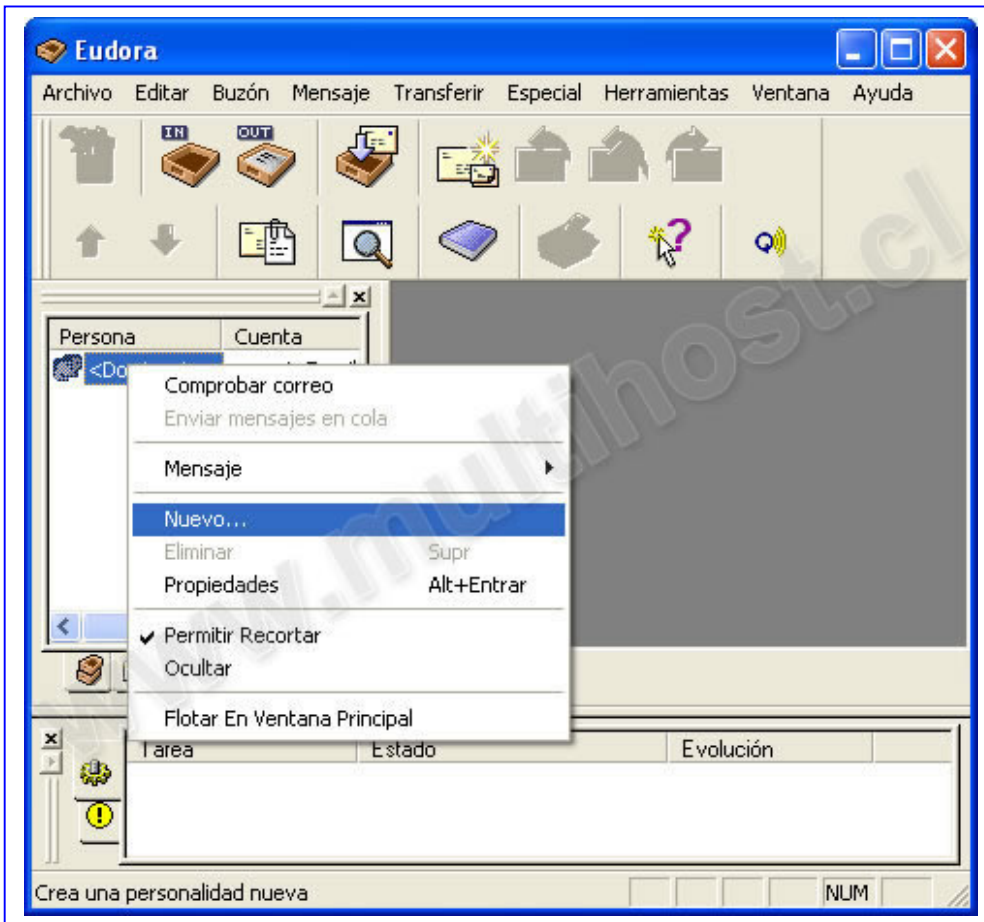 Eudora
Archivo Editar Buzón Mensaje Transferir Especial Herramientas Ventana Ayuda
IN OUT
Persona Cuenta
<Do
Comprobar correo
Enviar mensajes en cola
Mensaje
Nuevo...
Eliminar Supr
Propiedades Alt+Entrar
Permitir Recortar
Ocultar
Flotar En Ventana Principal
Tarea Estado Evolución
Crea una personalidad nueva NUM
www.multihost.cl